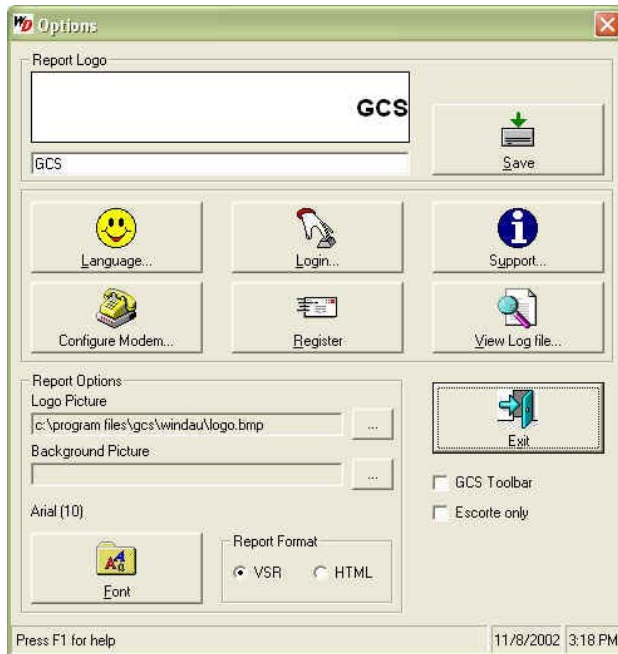 WD Options
Report Logo
GCS
GCS
Save
Language...
Login...
Support...
Configure Modem...
Register
View Log file...
Report Options
Logo Picture
c:\program files\gcs\windau\logo.bmp
...
Background Picture
...
Exit
GCS Toolbar
Escorte only
Arial (10)
Font
Report Format
VSR
HTML
Press F1 for help
11/8/2002
3:18 PM